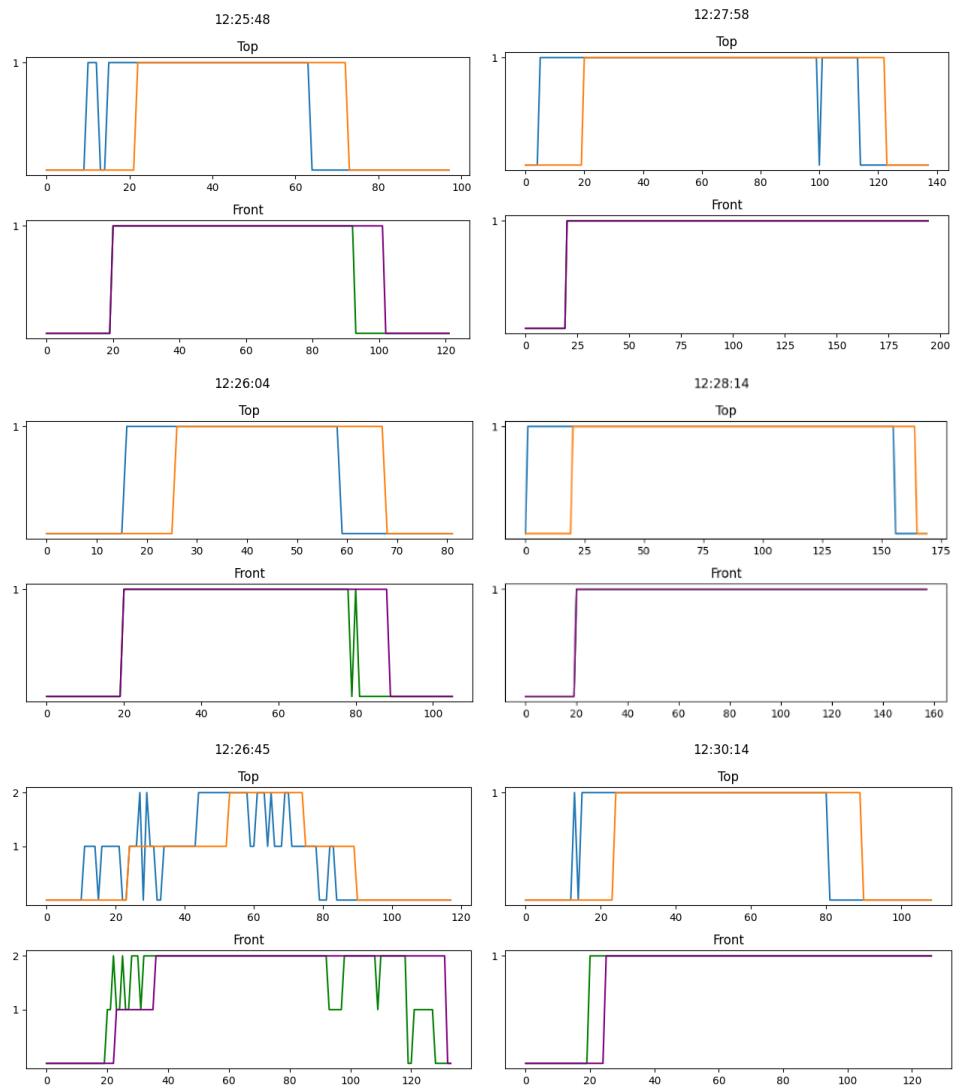 12:25:48
Top
1
0 20 40 60 80 100
Front
1
0 20 40 60 80 100 120
12:27:58
Top
1
0 20 40 60 80 100 120 140
Front
1
0 25 50 75 100 125 150 175 200
12:26:04
Top
1
0 10 20 30 40 50 60 70 80
Front
1
0 20 40 60 80 100
12:28:14
Top
1
0 25 50 75 100 125 150 175
Front
1
0 20 40 60 80 100 120 140 160
12:26:45
Top
2
1
0 20 40 60 80 100 120
Front
2
1
0 20 40 60 80 100 120
12:30:14
Top
1
0 20 40 60 80 100
Front
1
0 20 40 60 80 100 120